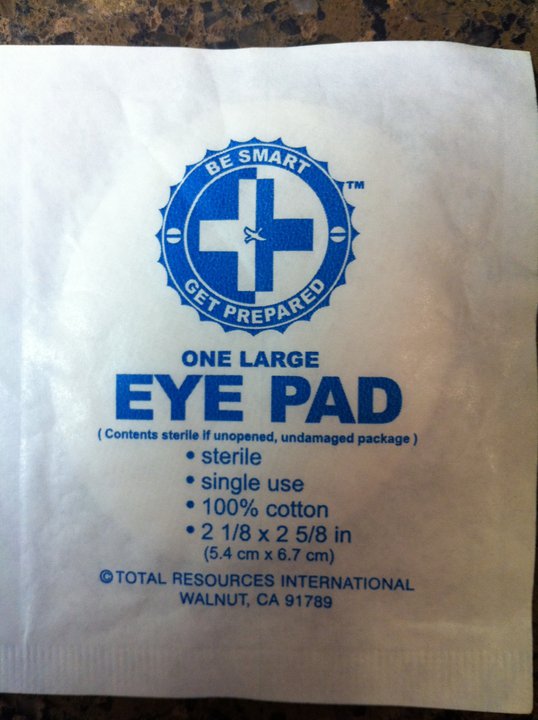 BE SMART
TM
GET PREPARED
ONE LARGE
EYE PAD
( Contents sterile if unopened, undamaged package )
• sterile
• single use
• 100% cotton
• 2 1/8 x 2 5/8 in
(5.4 cm x 6.7 cm)
©TOTAL RESOURCES INTERNATIONAL
WALNUT, CA 91789